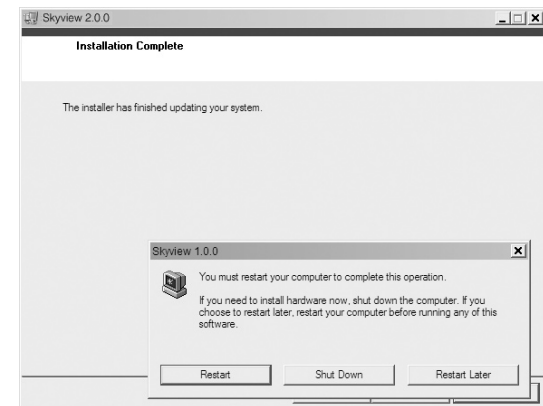 Skyview 2.0.0
Installation Complete
The installer has finished updating your system.
Skyview 1.0.0
You must restart your computer to complete this operation.
If you need to install hardware now, shut down the computer. If you
choose to restart later, restart your computer before running any of this
software.
Restart
Shut Down
Restart Later